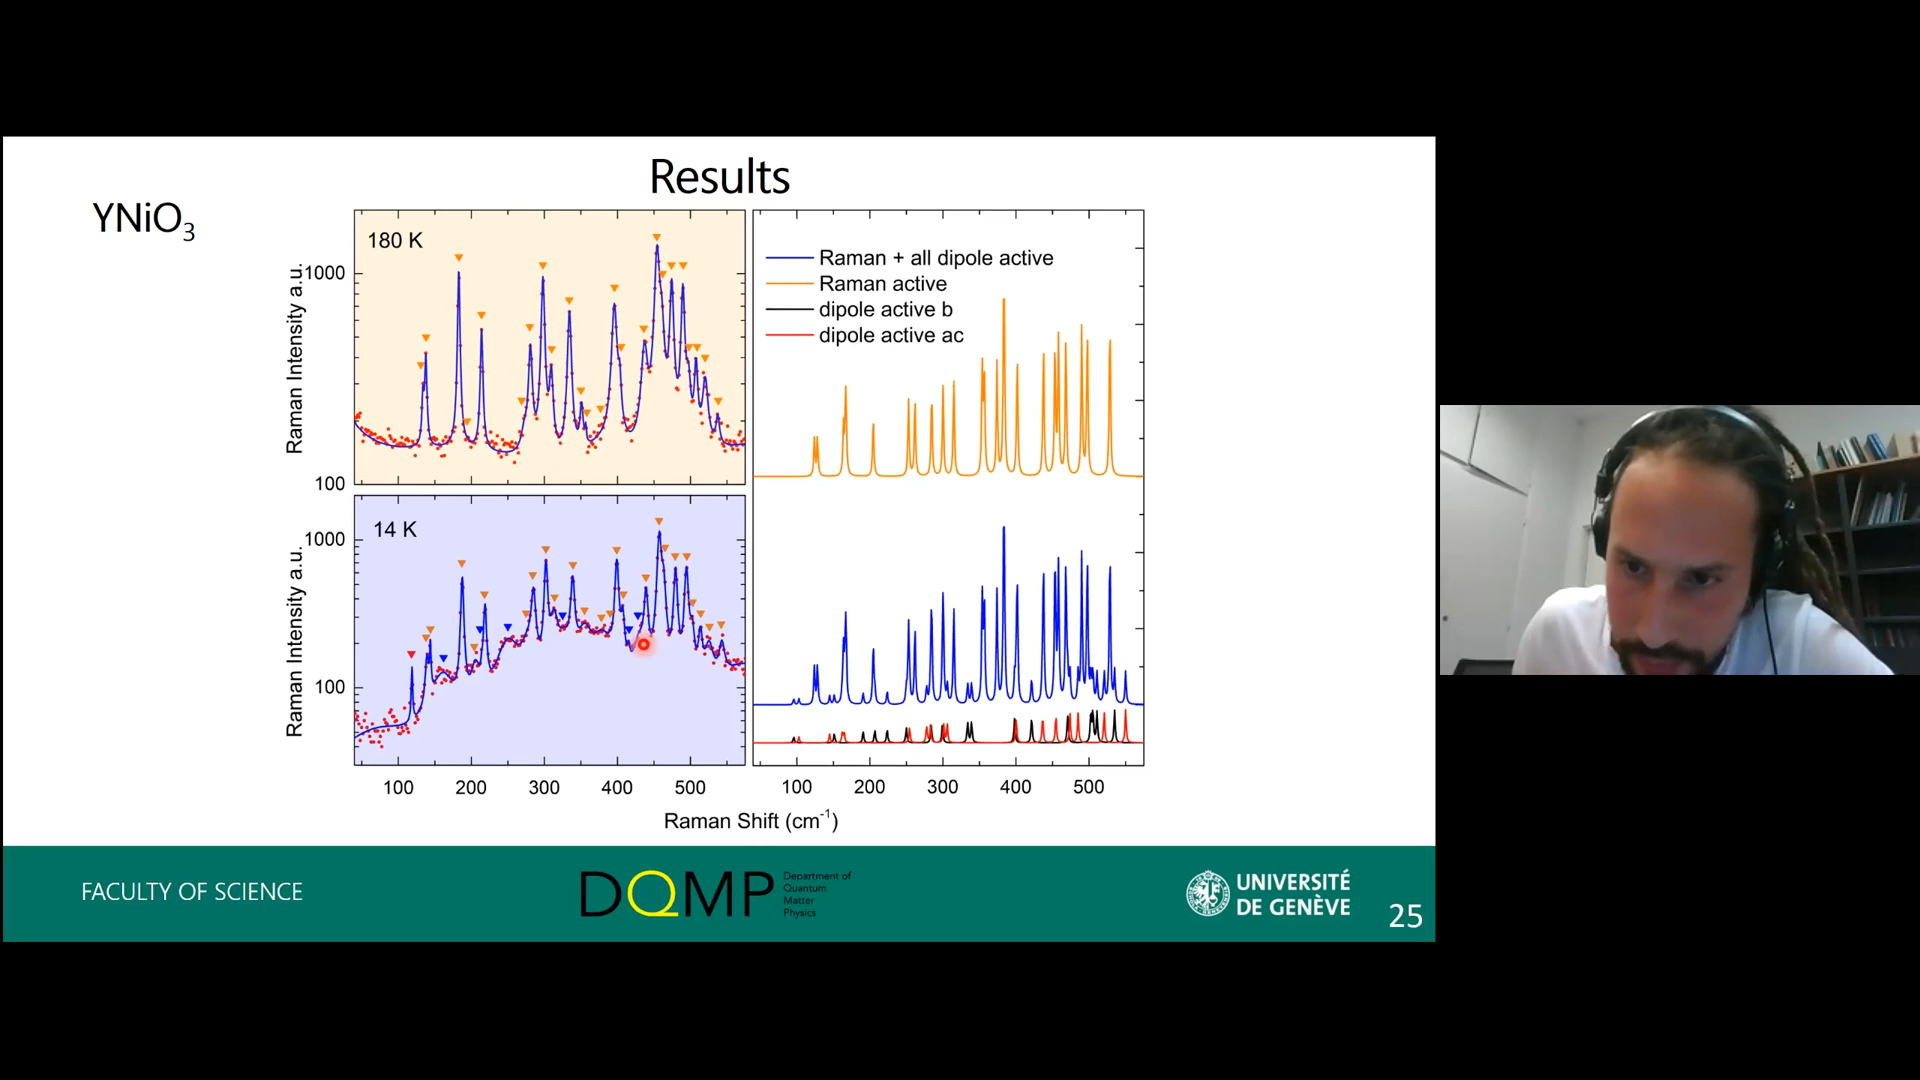 Results
YNiO3
180 K
1000
100
Raman Intensity a.u.
14 K
1000
100
Raman Intensity a.u.
100 200 300 400 500
Raman + all dipole active
Raman active
dipole active b
dipole active ac
100 200 300 400 500
Raman Shift (cm-1)
FACULTY OF SCIENCE
DQMP
Department of
Quantum
Matter
Physics
UNIVERSITÉ
DE GENÈVE
25